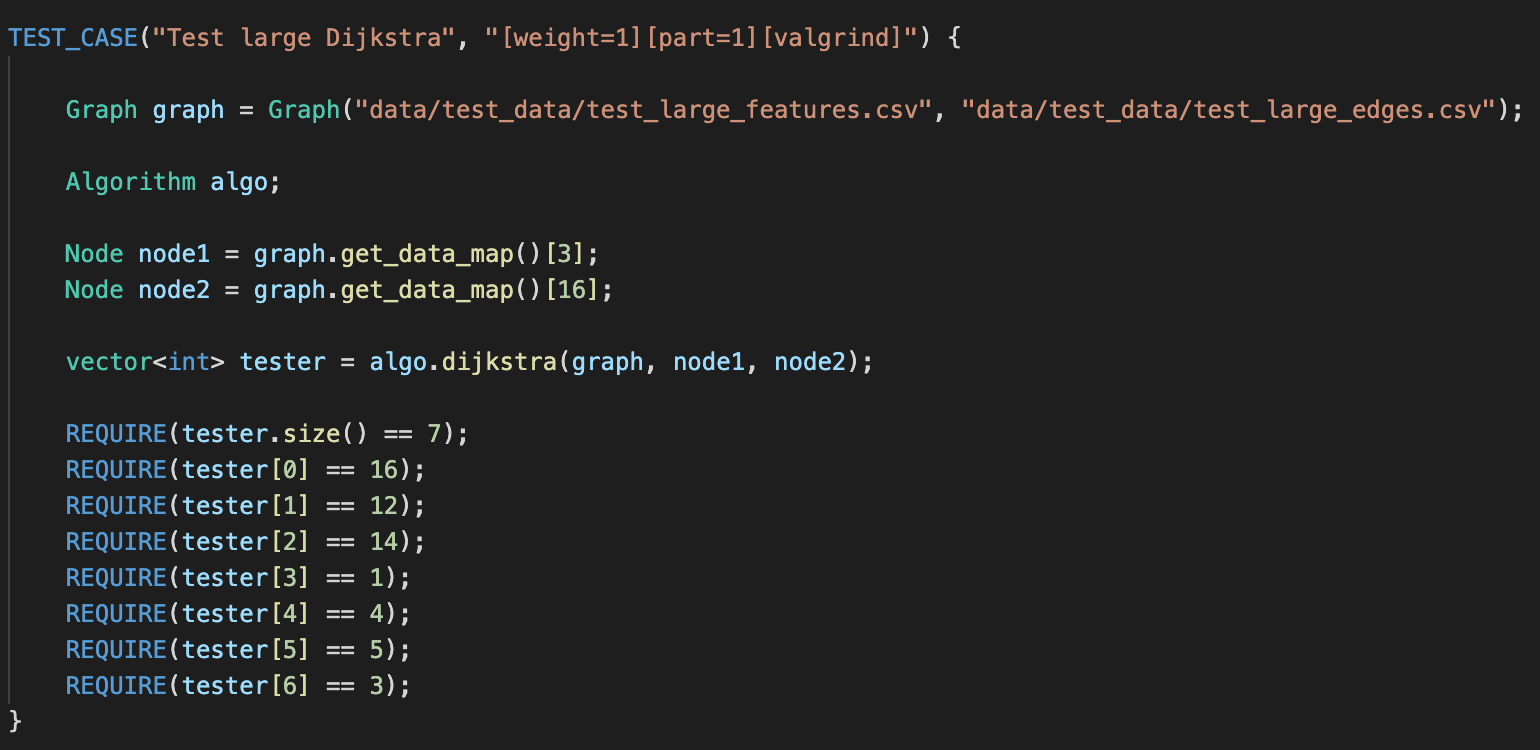 TEST_CASE("Test large Dijkstra", "[weight=1][part=1][valgrind]") {
Graph graph = Graph("data/test_data/test_large_features.csv", "data/test_data/test_large_edges.csv");
Algorithm algo;
Node node1 = graph.get_data_map()[3];
Node node2 = graph.get_data_map()[16];
vector<int> tester = algo.dijkstra(graph, node1, node2);
REQUIRE(tester.size() == 7);
REQUIRE(tester[0] == 16);
REQUIRE(tester[1] == 12);
REQUIRE(tester[2] == 14);
REQUIRE(tester[3] == 1);
REQUIRE(tester[4] == 4);
REQUIRE(tester[5] == 5);
REQUIRE(tester[6] == 3);
}